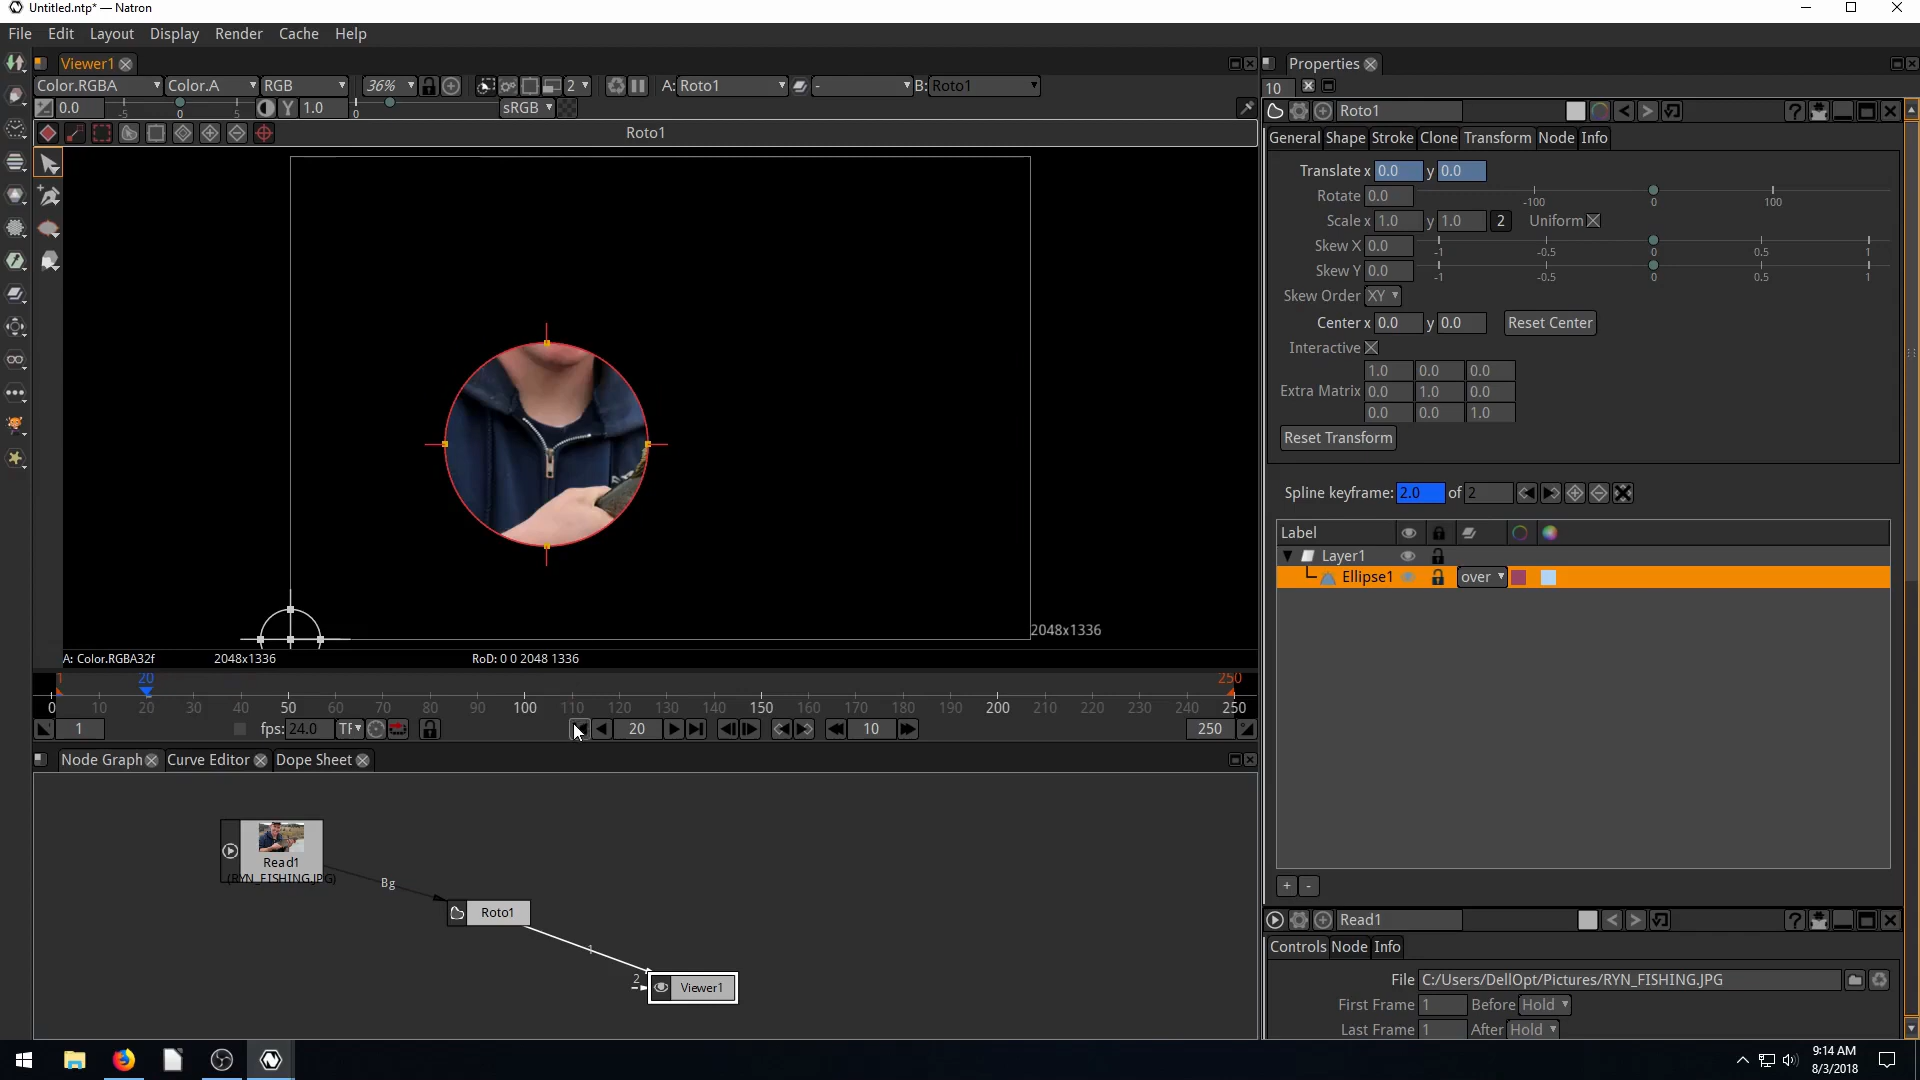 Untitled.ntp* — Natron
File Edit Layout Display Render Cache Help
Viewer1
Color.RGBA Color.A RGB 36% 2 A: Roto1 - B: Roto1
0.0 -5 0 5 Y 1.0 0 sRGB
Roto1
2048x1336
A: Color.RGBA32f 2048x1336 RoD: 0 0 2048 1336
1 20 250
0 10 20 30 40 50 60 70 80 90 100 110 120 130 140 150 160 170 180 190 200 210 220 230 240 250
1 fps: 24.0 TF 20 10 250
Node Graph Curve Editor Dope Sheet
Read1
(RYN_FISHING.JPG)
Bg
Roto1
1
2
Viewer1
Properties
10
Roto1
General Shape Stroke Clone Transform Node Info
Translate x 0.0 y 0.0
Rotate 0.0 -100 0 100
Scale x 1.0 y 1.0 2 Uniform
Skew X 0.0 -1 -0.5 0 0.5 1
Skew Y 0.0 -1 -0.5 0 0.5 1
Skew Order XY
Center x 0.0 y 0.0 Reset Center
Interactive
1.0 0.0 0.0
Extra Matrix 0.0 1.0 0.0
0.0 0.0 1.0
Reset Transform
Spline keyframe: 2.0 of 2
Label
Layer1
Ellipse1 over
+ -
Read1
Controls Node Info
File C:/Users/DellOpt/Pictures/RYN_FISHING.JPG
First Frame 1 Before Hold
Last Frame 1 After Hold
9:14 AM
8/3/2018